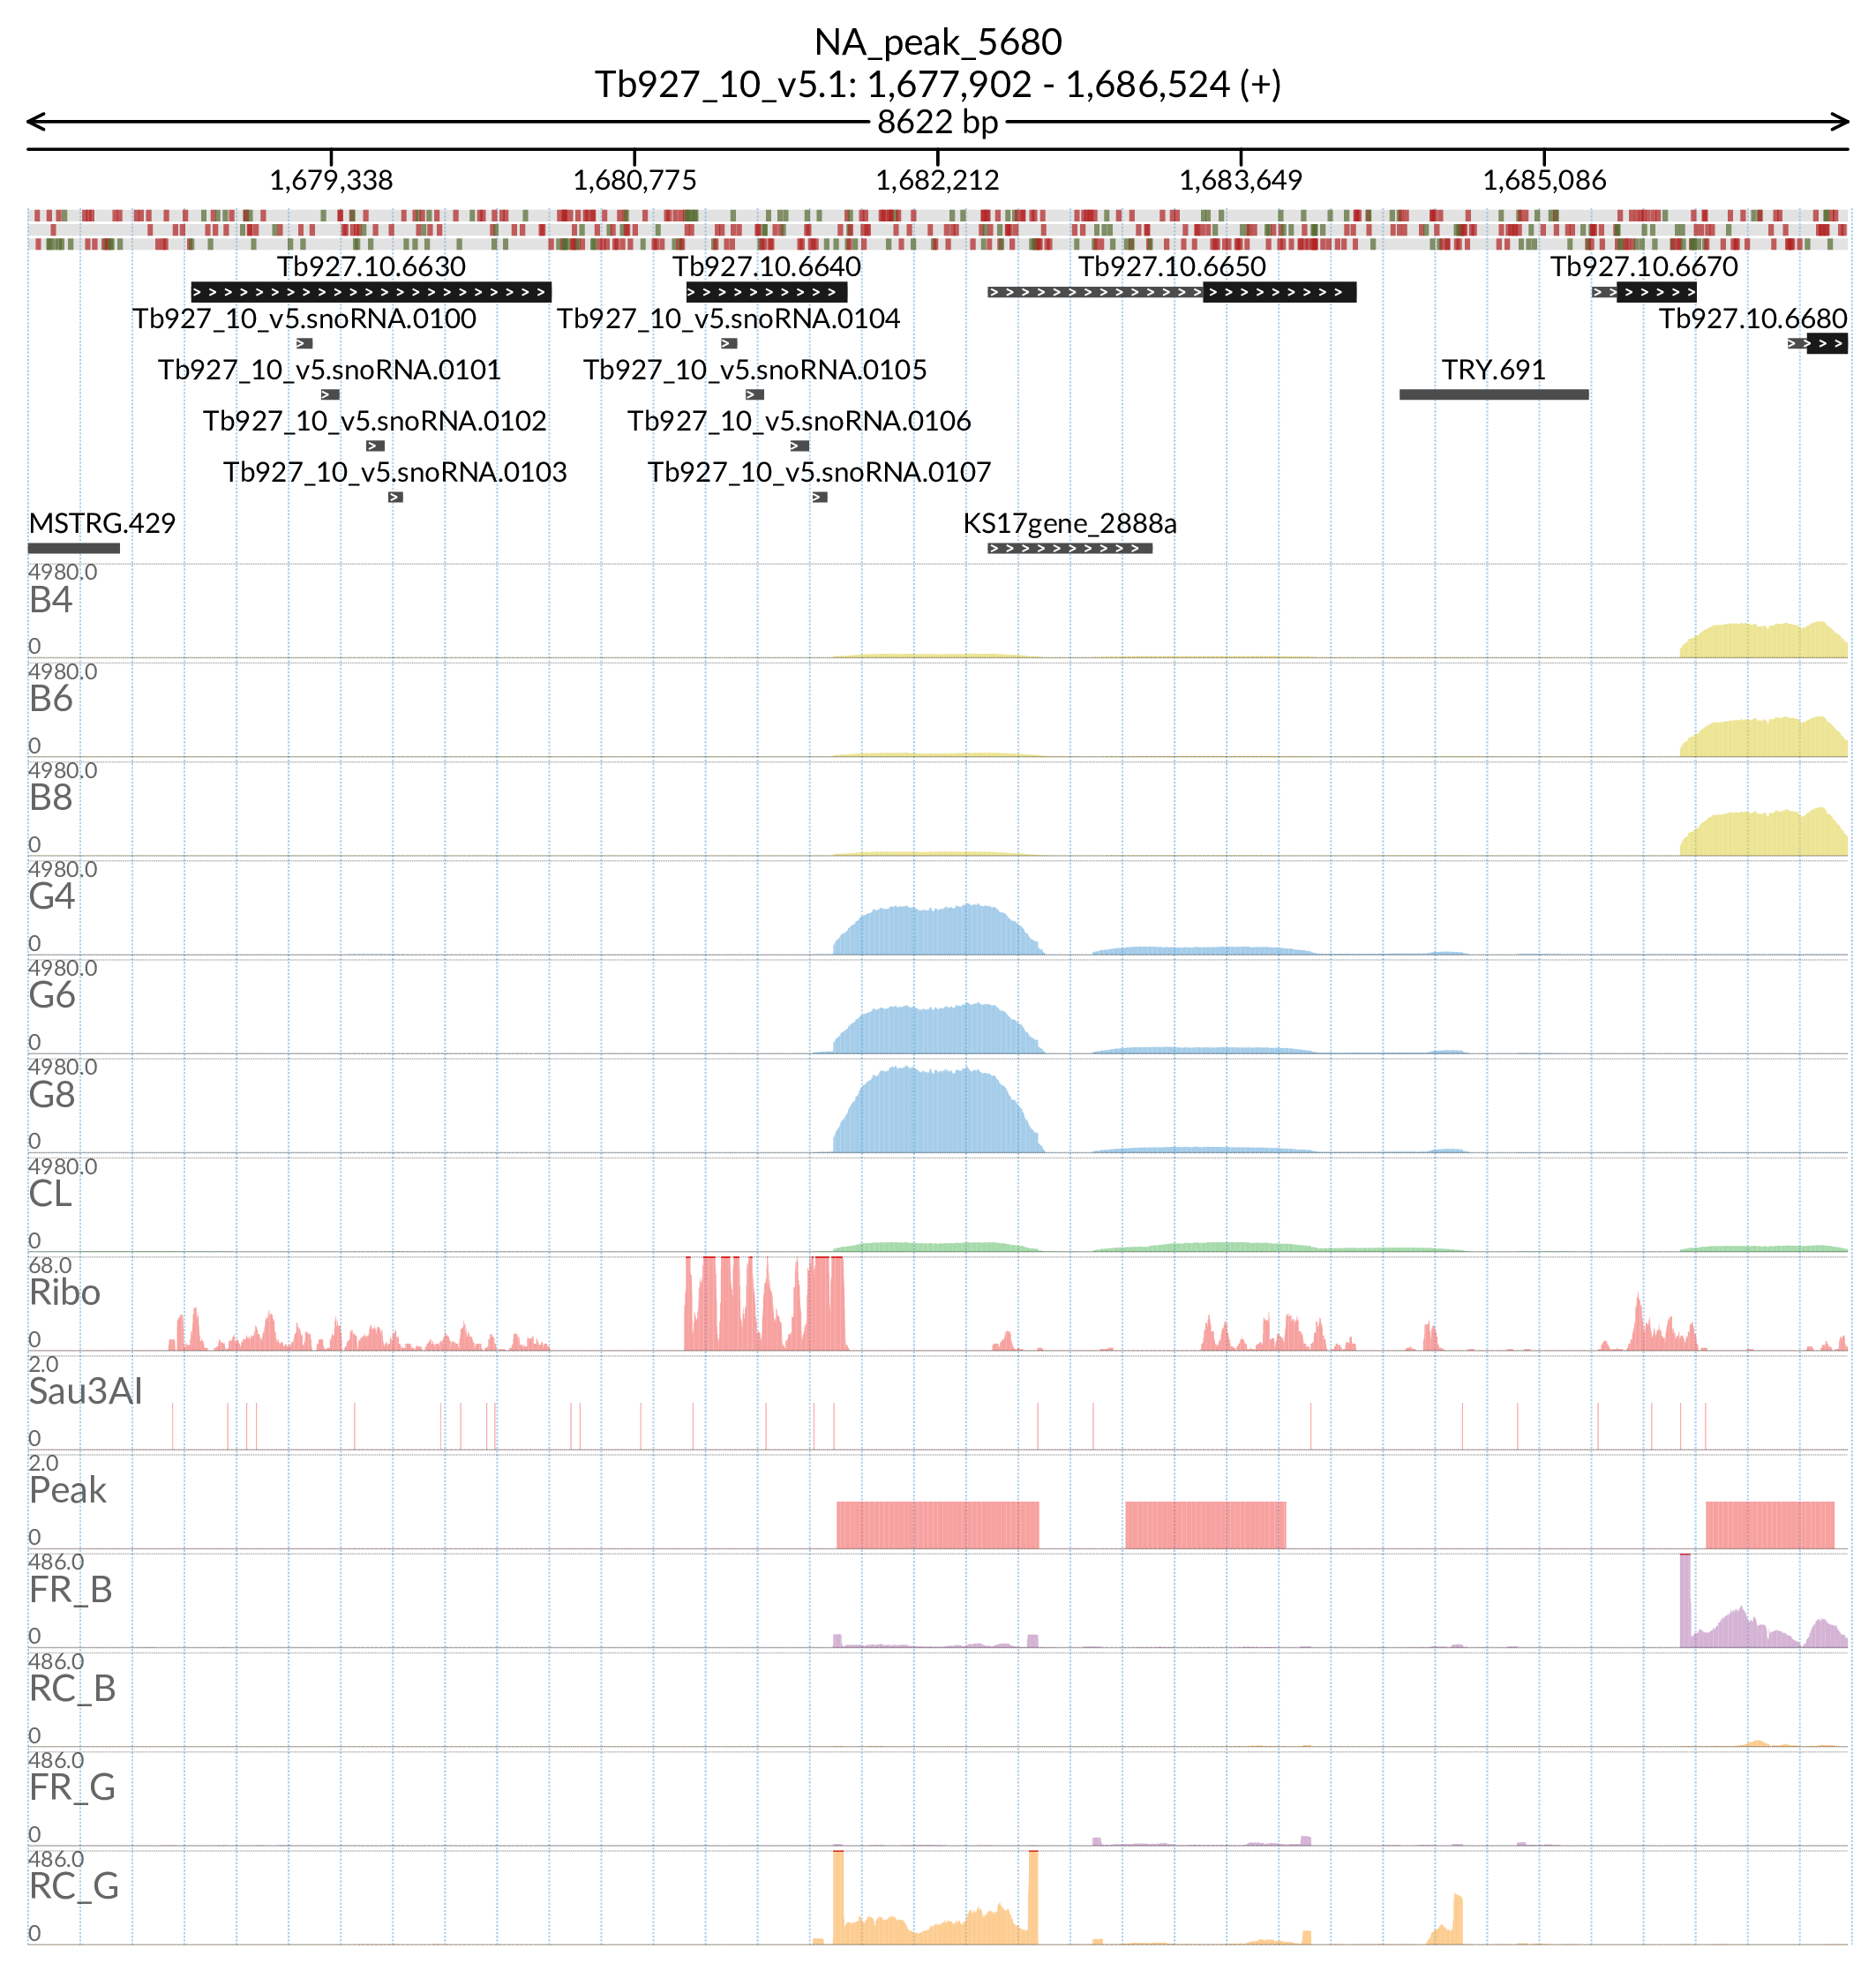 NA_peak_5680
Tb927_10_v5.1: 1,677,902 - 1,686,524 (+)
8622 bp
1,679,338 1,680,775 1,682,212 1,683,649 1,685,086
Tb927.10.6630 Tb927.10.6640 Tb927.10.6650 Tb927.10.6670
Tb927_10_v5.snoRNA.0100 Tb927_10_v5.snoRNA.0104 Tb927.10.6680
Tb927_10_v5.snoRNA.0101 Tb927_10_v5.snoRNA.0105 TRY.691
Tb927_10_v5.snoRNA.0102 Tb927_10_v5.snoRNA.0106
Tb927_10_v5.snoRNA.0103 Tb927_10_v5.snoRNA.0107
MSTRG.429 KS17gene_2888a
4980.0
B4
0
4980.0
B6
0
4980.0
B8
0
4980.0
G4
0
4980.0
G6
0
4980.0
G8
0
4980.0
CL
0
68.0
Ribo
0
2.0
Sau3AI
0
2.0
Peak
0
486.0
FR_B
0
486.0
RC_B
0
486.0
FR_G
0
486.0
RC_G
0